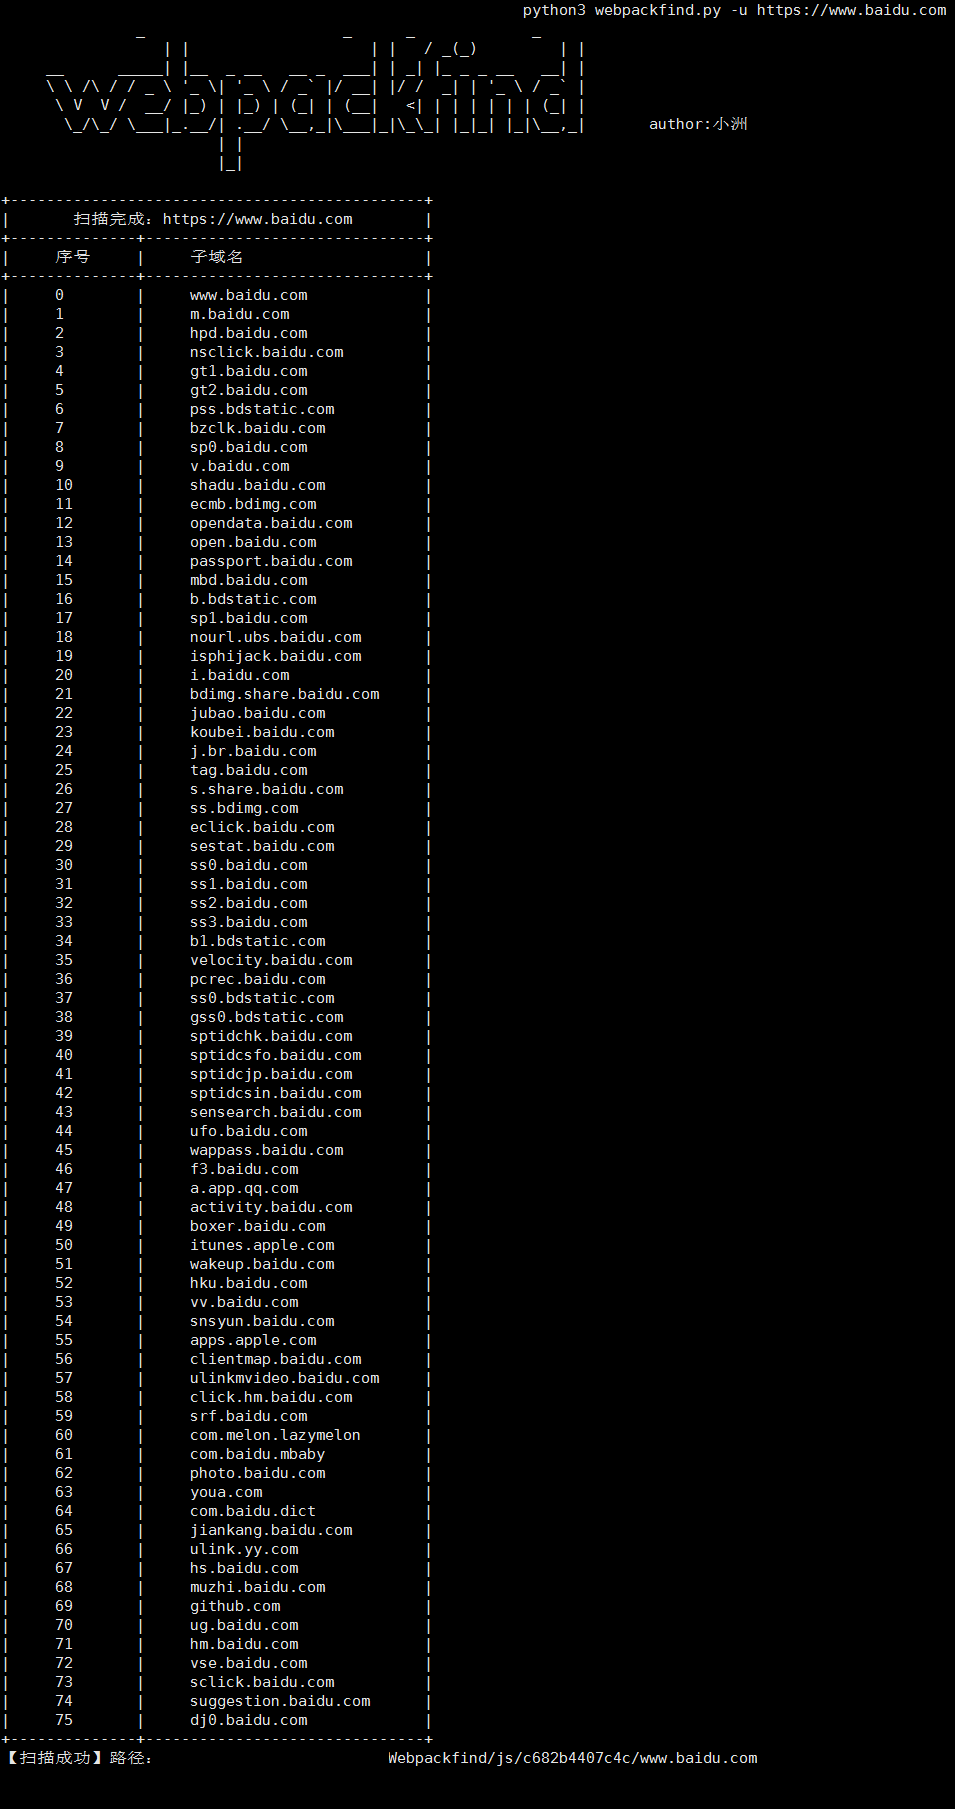 python3 webpackfind.py -u https://www.baidu.com
webpackfind
author:小洲
扫描完成：https://www.baidu.com
序号 子域名
0 www.baidu.com
1 m.baidu.com
2 hpd.baidu.com
3 nsclick.baidu.com
4 gt1.baidu.com
5 gt2.baidu.com
6 pss.bdstatic.com
7 bzclk.baidu.com
8 sp0.baidu.com
9 v.baidu.com
10 shadu.baidu.com
11 ecmb.bdimg.com
12 opendata.baidu.com
13 open.baidu.com
14 passport.baidu.com
15 mbd.baidu.com
16 b.bdstatic.com
17 sp1.baidu.com
18 nourl.ubs.baidu.com
19 isphijack.baidu.com
20 i.baidu.com
21 bdimg.share.baidu.com
22 jubao.baidu.com
23 koubei.baidu.com
24 j.br.baidu.com
25 tag.baidu.com
26 s.share.baidu.com
27 ss.bdimg.com
28 eclick.baidu.com
29 sestat.baidu.com
30 ss0.baidu.com
31 ss1.baidu.com
32 ss2.baidu.com
33 ss3.baidu.com
34 b1.bdstatic.com
35 velocity.baidu.com
36 pcrec.baidu.com
37 ss0.bdstatic.com
38 gss0.bdstatic.com
39 sptidchk.baidu.com
40 sptidcsfo.baidu.com
41 sptidcjp.baidu.com
42 sptidcsin.baidu.com
43 sensearch.baidu.com
44 ufo.baidu.com
45 wappass.baidu.com
46 f3.baidu.com
47 a.app.qq.com
48 activity.baidu.com
49 boxer.baidu.com
50 itunes.apple.com
51 wakeup.baidu.com
52 hku.baidu.com
53 vv.baidu.com
54 snsyun.baidu.com
55 apps.apple.com
56 clientmap.baidu.com
57 ulinkmvideo.baidu.com
58 click.hm.baidu.com
59 srf.baidu.com
60 com.melon.lazymelon
61 com.baidu.mbaby
62 photo.baidu.com
63 youa.com
64 com.baidu.dict
65 jiankang.baidu.com
66 ulink.yy.com
67 hs.baidu.com
68 muzhi.baidu.com
69 github.com
70 ug.baidu.com
71 hm.baidu.com
72 vse.baidu.com
73 sclick.baidu.com
74 suggestion.baidu.com
75 dj0.baidu.com
【扫描成功】路径： Webpackfind/js/c682b4407c4c/www.baidu.com